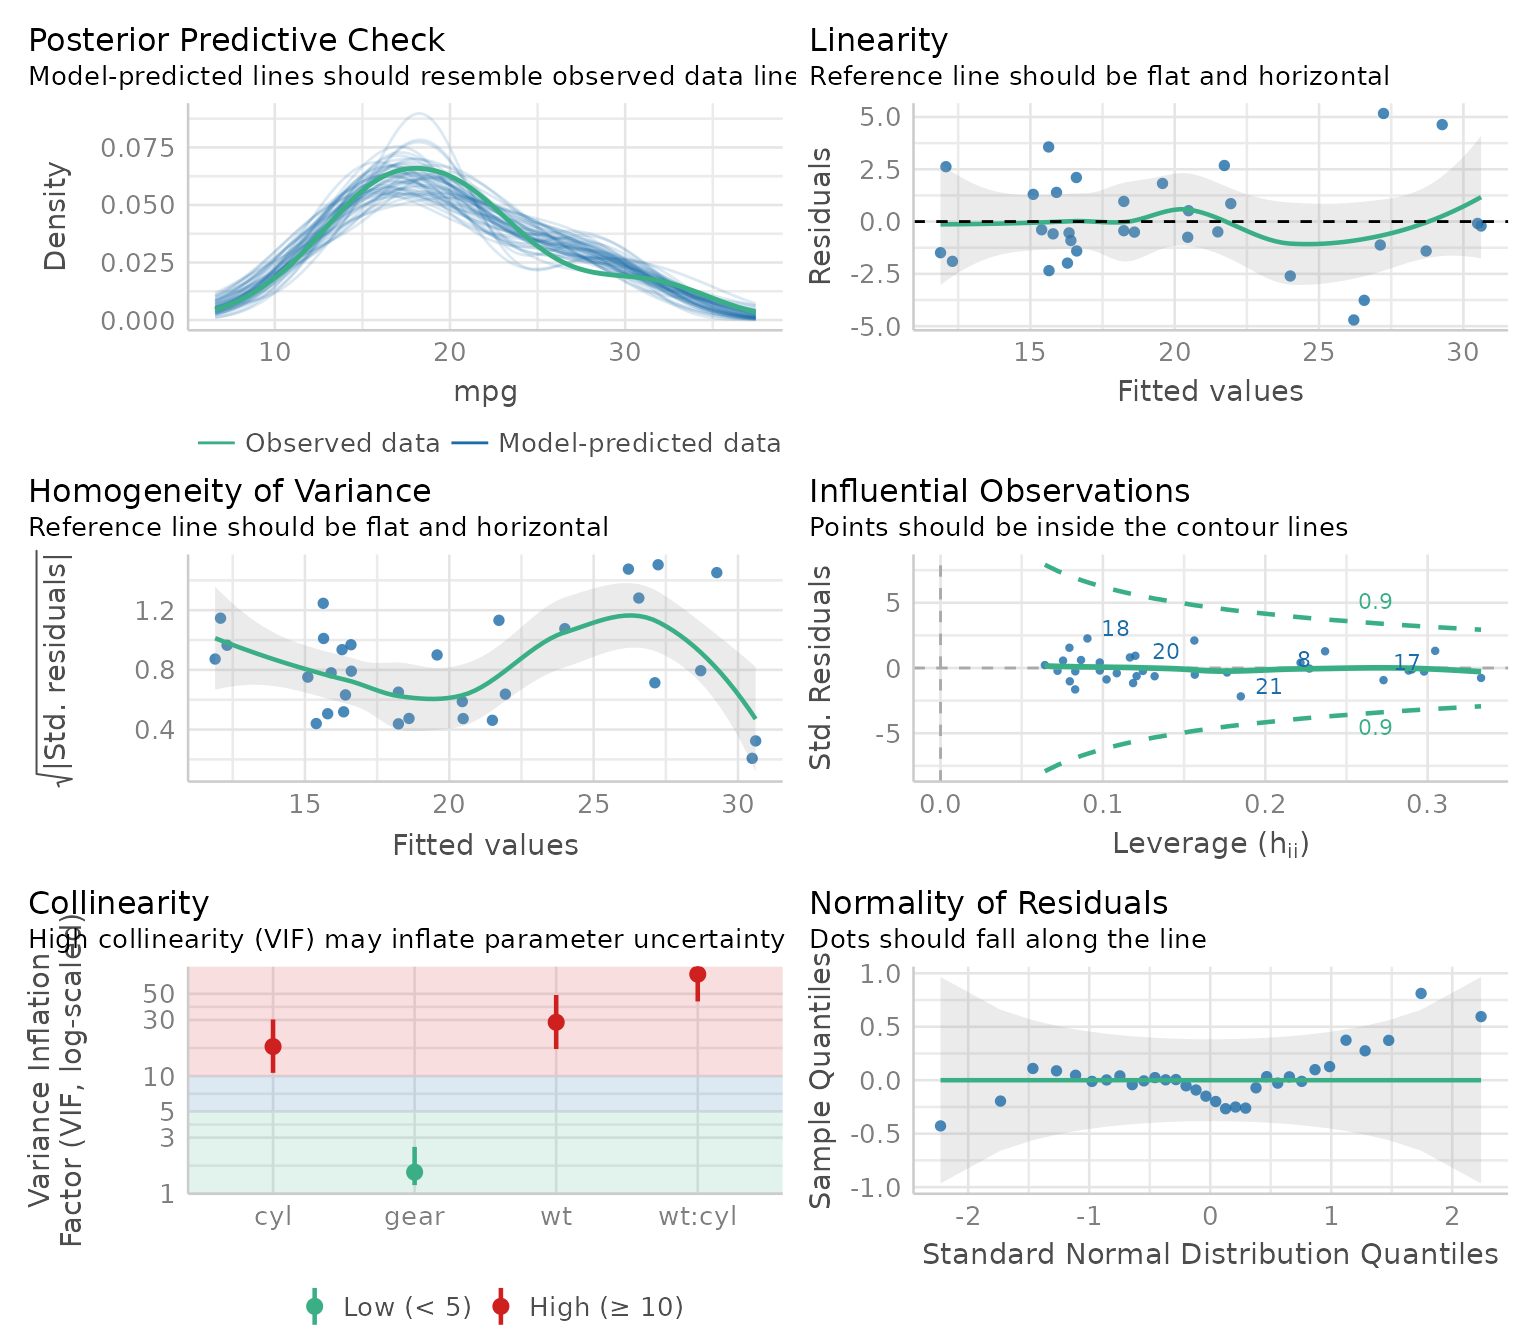 Posterior Predictive Check
Model-predicted lines should resemble observed data line
Density
0.075
0.050
0.025
0.000
10 20 30
mpg
Observed data Model-predicted data
Linearity
Reference line should be flat and horizontal
Residuals
5.0
2.5
0.0
-2.5
-5.0
15 20 25 30
Fitted values
Homogeneity of Variance
Reference line should be flat and horizontal
√|Std. residuals|
1.2
0.8
0.4
15 20 25 30
Fitted values
Influential Observations
Points should be inside the contour lines
Std. Residuals
5
0
-5
0.9
18
20
8
17
21
0.9
0.0 0.1 0.2 0.3
Leverage (hii)
Collinearity
High collinearity (VIF) may inflate parameter uncertainty
Variance Inflation
Factor (VIF, log-scaled)
50
30
10
5
3
1
cyl gear wt wt:cyl
Low (< 5) High (≥ 10)
Normality of Residuals
Dots should fall along the line
Sample Quantiles
1.0
0.5
0.0
-0.5
-1.0
-2 -1 0 1 2
Standard Normal Distribution Quantiles